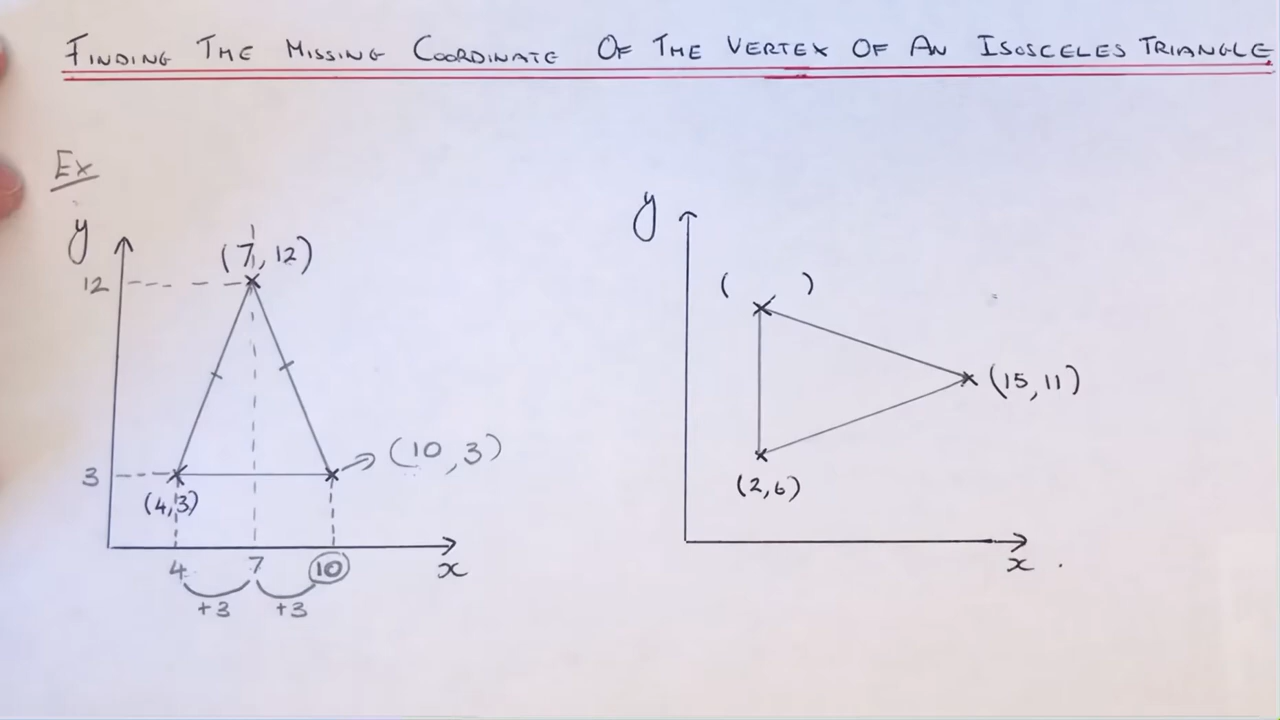 FINDING THE MISSING COORDINATE OF THE VERTEX OF AN ISOSCELES TRIANGLE
Ex
y
(7,12)
12
(10,3)
3
(4,3)
4 7 10
x
+3 +3
y
( )
(15,11)
(2,6)
x